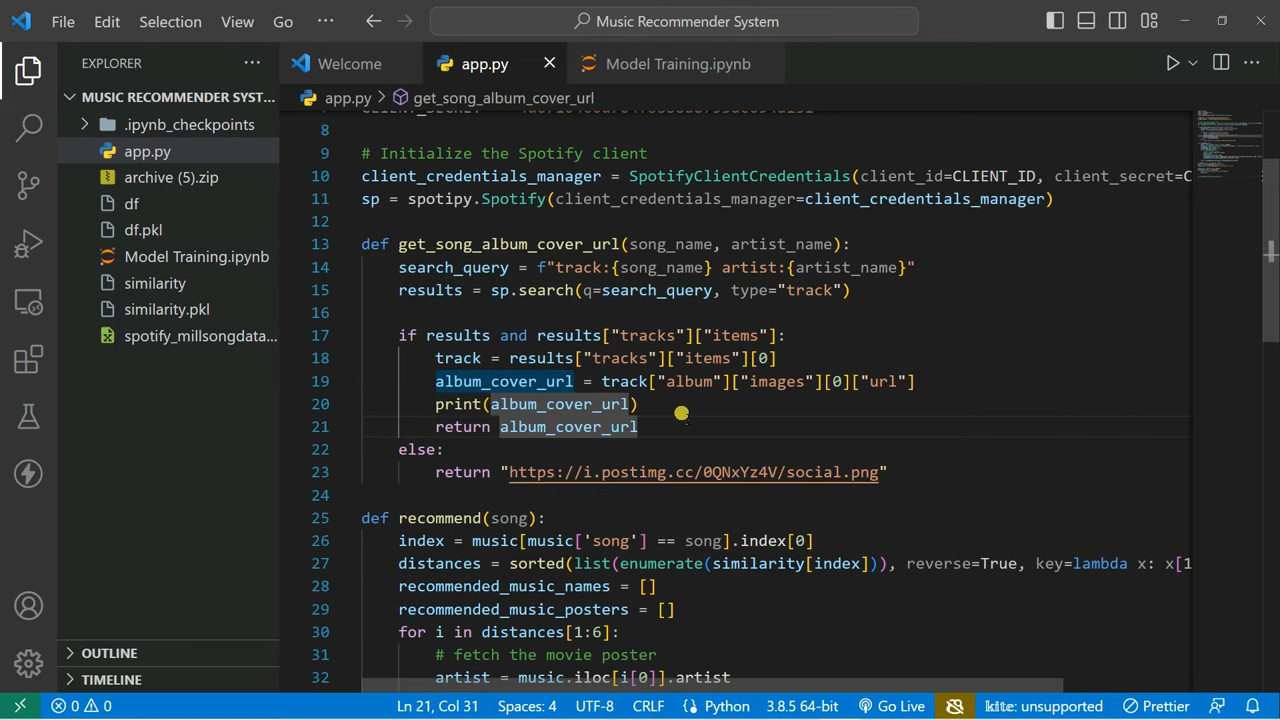 File Edit Selection View Go ··· Music Recommender System
EXPLORER ···
Welcome app.py Model Training.ipynb
MUSIC RECOMMENDER SYST...
.ipynb_checkpoints
app.py
archive (5).zip
df
df.pkl
Model Training.ipynb
similarity
similarity.pkl
spotify_millsongdata...
OUTLINE
TIMELINE
app.py > get_song_album_cover_url
8
9 # Initialize the Spotify client
10 client_credentials_manager = SpotifyClientCredentials(client_id=CLIENT_ID, client_secret=C
11 sp = spotipy.Spotify(client_credentials_manager=client_credentials_manager)
12
13 def get_song_album_cover_url(song_name, artist_name):
14 search_query = f"track:{song_name} artist:{artist_name}"
15 results = sp.search(q=search_query, type="track")
16
17 if results and results["tracks"]["items"]:
18 track = results["tracks"]["items"][0]
19 album_cover_url = track["album"]["images"][0]["url"]
20 print(album_cover_url)
21 return album_cover_url
22 else:
23 return "https://i.postimg.cc/0QNxYz4V/social.png"
24
25 def recommend(song):
26 index = music[music['song'] == song].index[0]
27 distances = sorted(list(enumerate(similarity[index])), reverse=True, key=lambda x: x[1
28 recommended_music_names = []
29 recommended_music_posters = []
30 for i in distances[1:6]:
31 # fetch the movie poster
32 artist = music.iloc[i[0]].artist
0 0 Ln 21, Col 31 Spaces: 4 UTF-8 CRLF Python 3.8.5 64-bit Go Live kite: unsupported Prettier